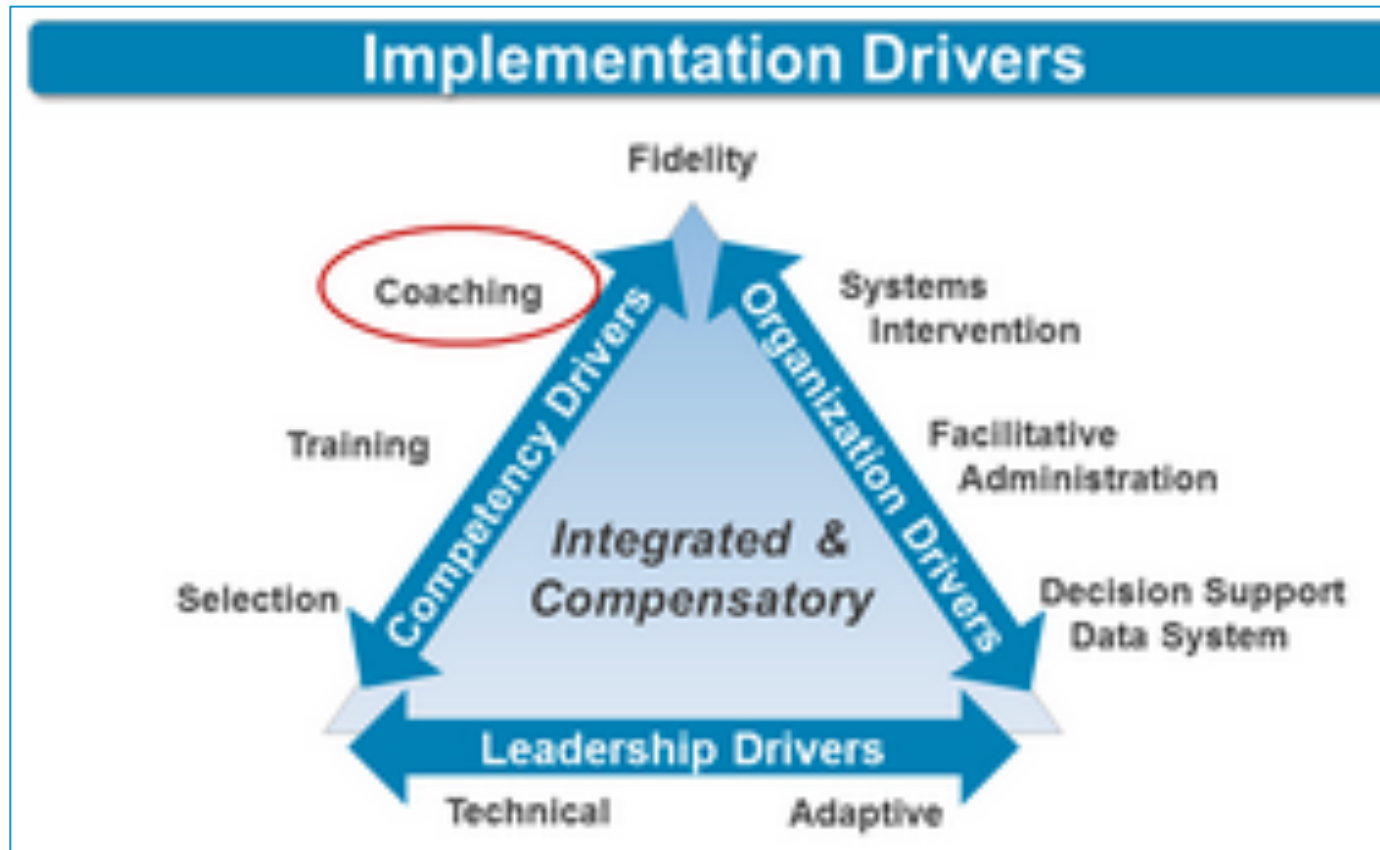 Implementation Drivers
Fidelity
Coaching
Training
Selection
Competency Drivers
Organization Drivers
Systems
Intervention
Facilitative
Administration
Decision Support
Data System
Integrated &
Compensatory
Leadership Drivers
Technical
Adaptive